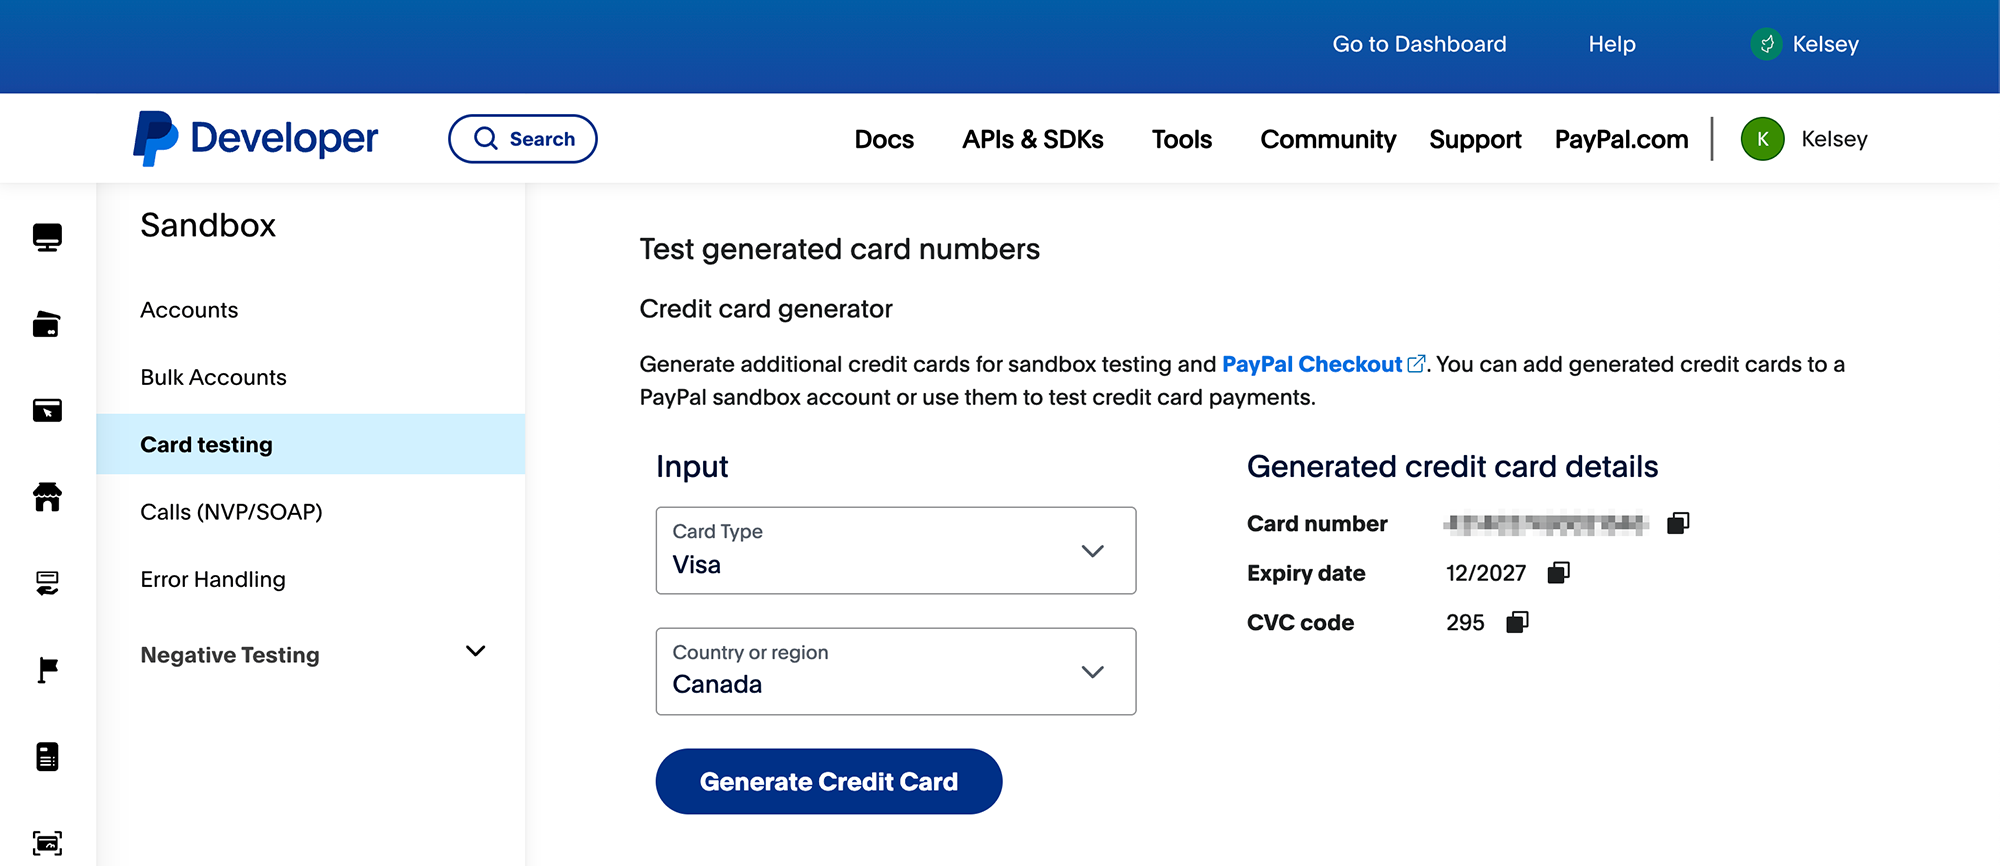 Go to Dashboard
Help
Kelsey
Developer
Search
Docs
APIs & SDKs
Tools
Community
Support
PayPal.com
K
Kelsey
Sandbox
Accounts
Bulk Accounts
Card testing
Calls (NVP/SOAP)
Error Handling
Negative Testing
Test generated card numbers
Credit card generator
Generate additional credit cards for sandbox testing and PayPal Checkout. You can add generated credit cards to a
PayPal sandbox account or use them to test credit card payments.
Input
Card Type
Visa
Country or region
Canada
Generate Credit Card
Generated credit card details
Card number
Expiry date 12/2027
CVC code 295